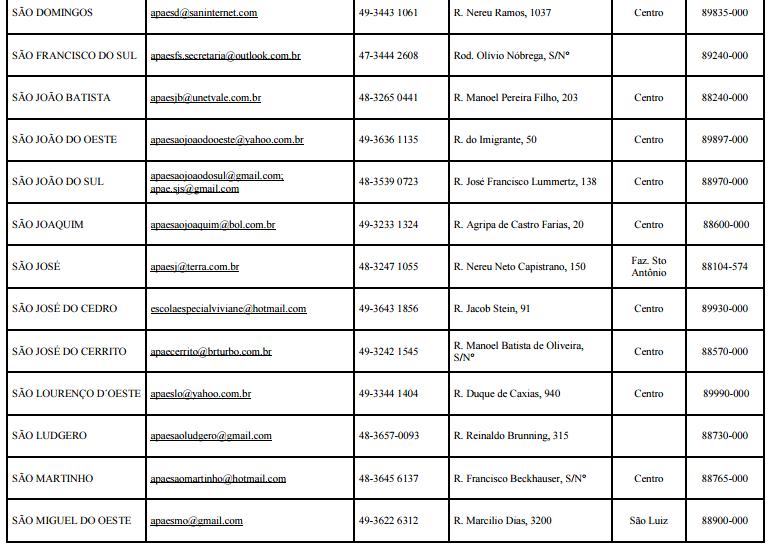 SÃO DOMINGOS apaesd@saninternet.com 49-3443 1061 R. Nereu Ramos, 1037 Centro 89835-000
SÃO FRANCISCO DO SUL apaesfs.secretaria@outlook.com.br 47-3444 2608 Rod. Olívio Nóbrega, S/Nº 89240-000
SÃO JOÃO BATISTA apaesjb@unetvale.com.br 48-3265 0441 R. Manoel Pereira Filho, 203 Centro 88240-000
SÃO JOÃO DO OESTE apaesaojoaodooeste@yahoo.com.br 49-3636 1135 R. do Imigrante, 50 Centro 89897-000
SÃO JOÃO DO SUL apaesaojoaodosul@gmail.com; 48-3539 0723 R. José Francisco Lummertz, 138 Centro 88970-000
apae.sjs@gmail.com
SÃO JOAQUIM apaesaojoaquim@bol.com.br 49-3233 1324 R. Agripa de Castro Farias, 20 Centro 88600-000
SÃO JOSÉ apaesj@terra.com.br 48-3247 1055 R. Nereu Neto Capistrano, 150 Faz. Sto 88104-574
Antônio
SÃO JOSÉ DO CEDRO escolaespecialviviane@hotmail.com 49-3643 1856 R. Jacob Stein, 91 Centro 89930-000
SÃO JOSÉ DO CERRITO apaecerrito@brturbo.com.br 49-3242 1545 R. Manoel Batista de Oliveira, Centro 88570-000
S/Nº
SÃO LOURENÇO D´OESTE apaeslo@yahoo.com.br 49-3344 1404 R. Duque de Caxias, 940 Centro 89990-000
SÃO LUDGERO apaesaoludgero@gmail.com 48-3657-0093 R. Reinaldo Brunning, 315 88730-000
SÃO MARTINHO apaesaomartinho@hotmail.com 48-3645 6137 R. Francisco Beckhauser, S/Nº Centro 88765-000
SÃO MIGUEL DO OESTE apaesmo@gmail.com 49-3622 6312 R. Marcilio Dias, 3200 São Luiz 88900-000